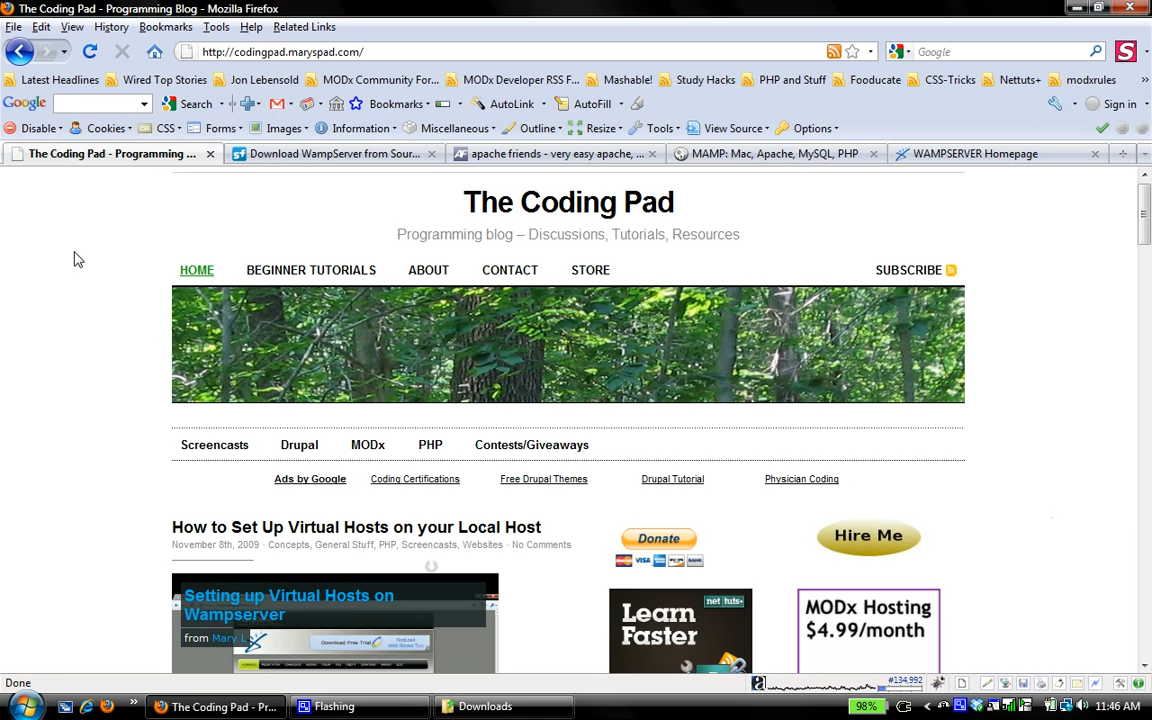 The Coding Pad - Programming Blog - Mozilla Firefox
File Edit View History Bookmarks Tools Help Related Links
http://codingpad.maryspad.com/
Google
S
Latest Headlines Wired Top Stories Jon Lebensold MODx Community For... MODx Developer RSS F... Mashable! Study Hacks PHP and Stuff Fooducate CSS-Tricks Nettuts+ modxrules
Google Search Bookmarks AutoLink AutoFill Sign in
Disable Cookies CSS Forms Images Information Miscellaneous Outline Resize Tools View Source Options
The Coding Pad - Programming ... Download WampServer from Sour... apache friends - very easy apache, ... MAMP: Mac, Apache, MySQL, PHP WAMPSERVER Homepage
The Coding Pad
Programming blog – Discussions, Tutorials, Resources
HOME BEGINNER TUTORIALS ABOUT CONTACT STORE SUBSCRIBE
Screencasts Drupal MODx PHP Contests/Giveaways
Ads by Google Coding Certifications Free Drupal Themes Drupal Tutorial Physician Coding
How to Set Up Virtual Hosts on your Local Host
November 8th, 2009 · Concepts, General Stuff, PHP, Screencasts, Websites · No Comments
Setting up Virtual Hosts on
Wampserver
from Mary L
Donate
VISA
BANK
Hire Me
net tuts+
Learn
Faster
MODx Hosting
$4.99/month
Done
#134,992
The Coding Pad - Pr... Flashing Downloads
98%
11:46 AM